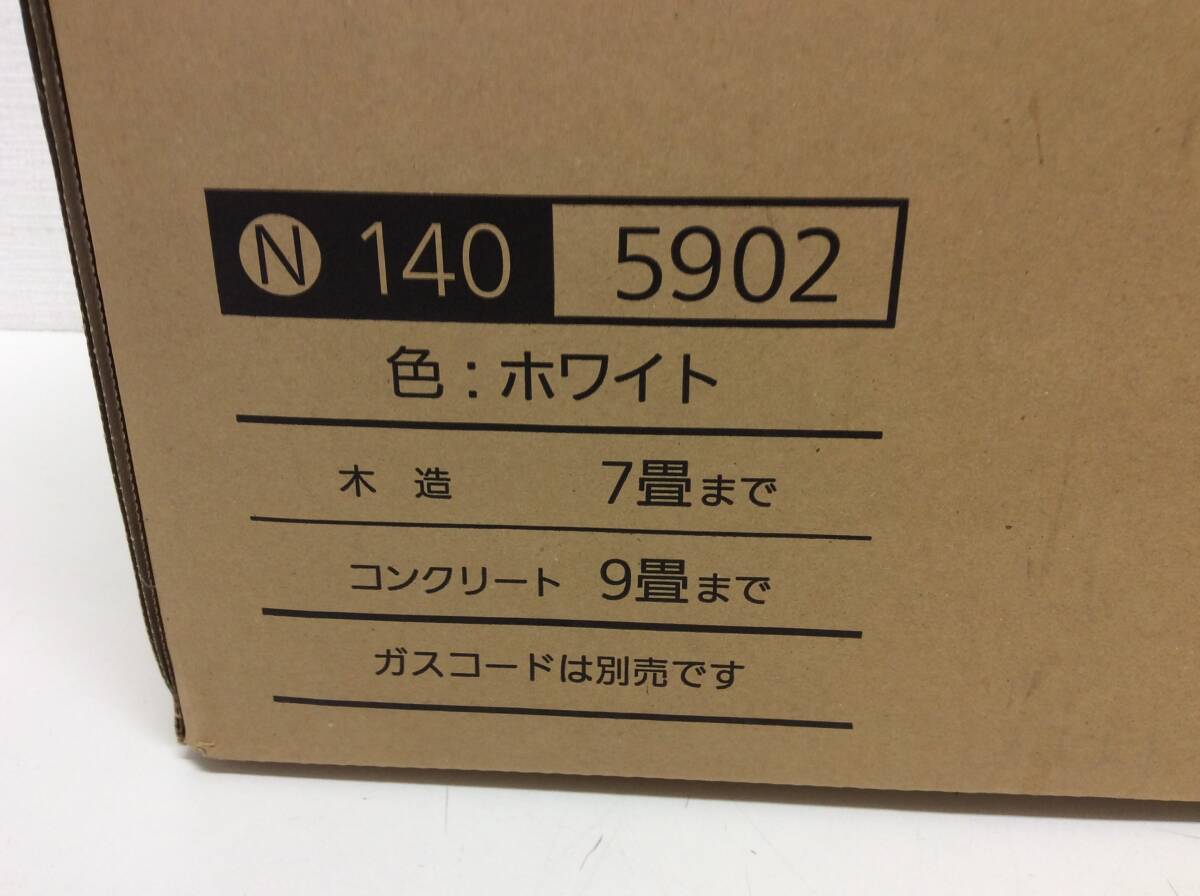 Ⓝ 140 5902
色：ホワイト
木造 7畳まで
コンクリート 9畳まで
ガスコードは別売です